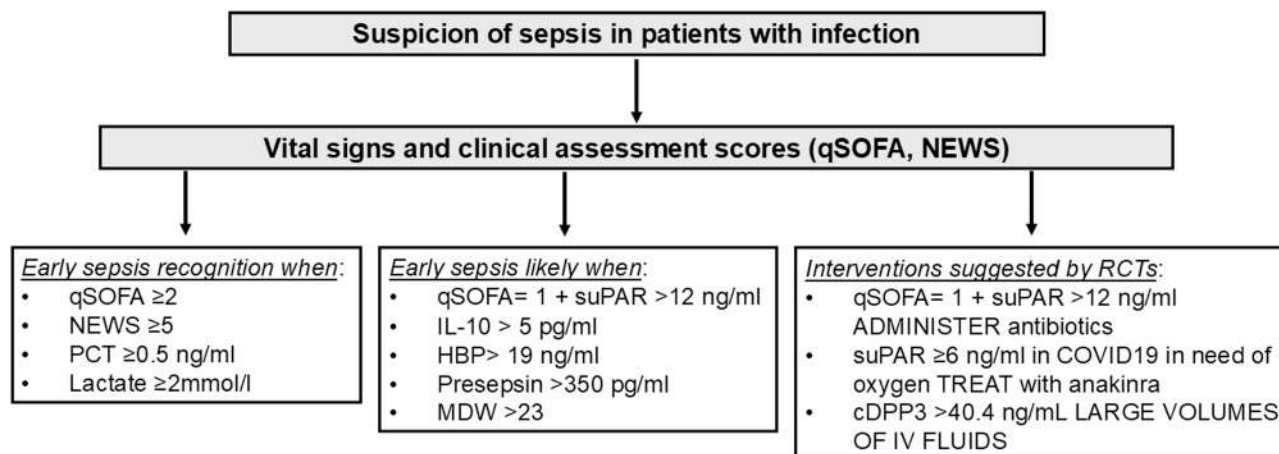 Suspicion of sepsis in patients with infection
Vital signs and clinical assessment scores (qSOFA, NEWS)
Early sepsis recognition when:
• qSOFA ≥2
• NEWS ≥5
• PCT ≥0.5 ng/ml
• Lactate ≥2mmol/l
Early sepsis likely when:
• qSOFA= 1 + suPAR >12 ng/ml
• IL-10 > 5 pg/ml
• HBP> 19 ng/ml
• Presepsin >350 pg/ml
• MDW >23
Interventions suggested by RCTs:
• qSOFA= 1 + suPAR >12 ng/ml
ADMINISTER antibiotics
• suPAR ≥6 ng/ml in COVID19 in need of
oxygen TREAT with anakinra
• cDPP3 >40.4 ng/mL LARGE VOLUMES
OF IV FLUIDS